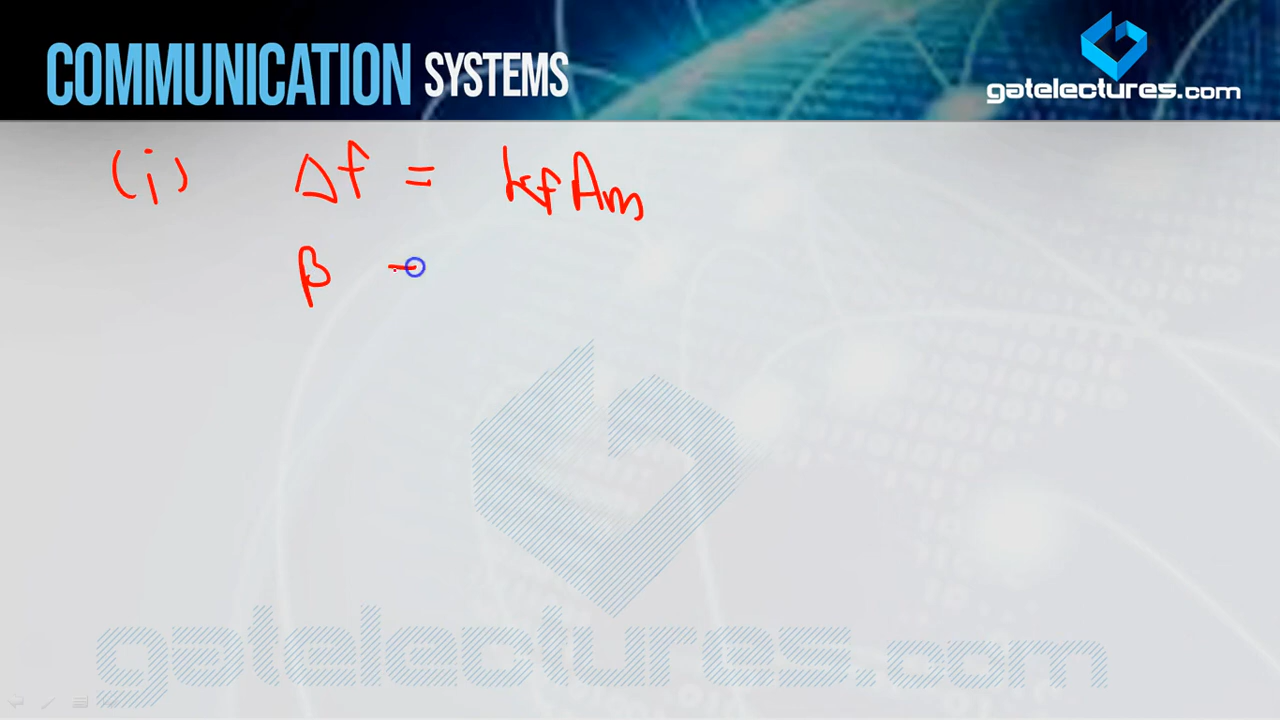 COMMUNICATION SYSTEMS
gatelectures.com
(i) Δf = kfAm
β -
gatelectures.com